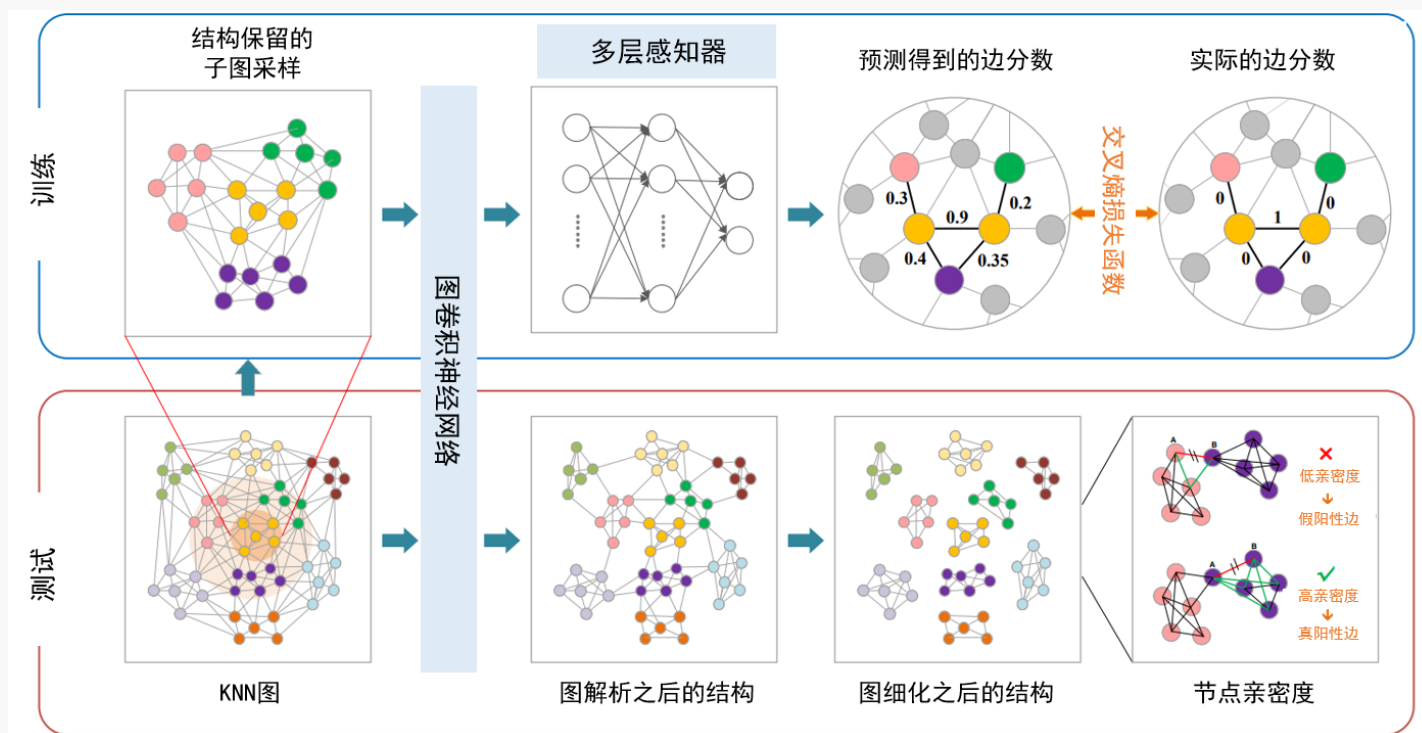 结构保留的
子图采样
多层感知器
预测得到的边分数
实际的边分数
训练
0.3
0.9
0.2
0.4
0.35
交叉熵损失函数
0
1
0
0
0
图卷积神经网络
测试
A
B
低亲密度
假阳性边
A
B
高亲密度
真阳性边
KNN图
图解析之后的结构
图细化之后的结构
节点亲密度